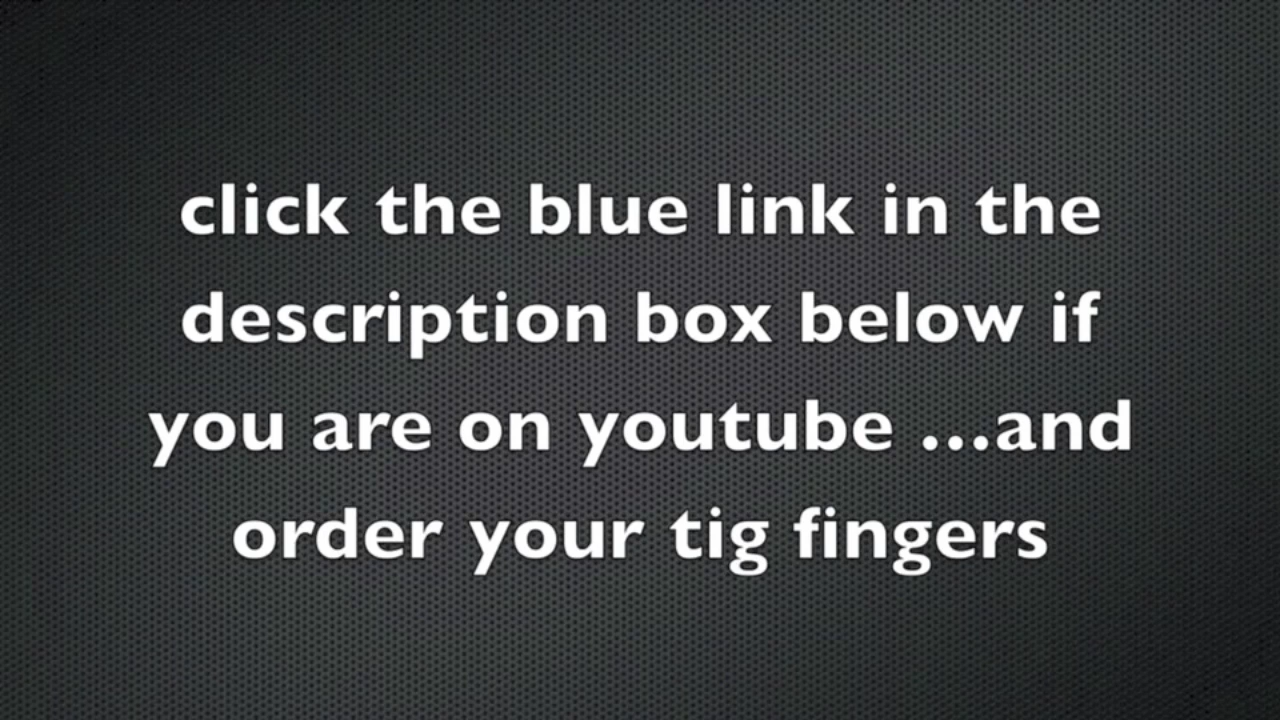 click the blue link in the
description box below if
you are on youtube ...and
order your tig fingers